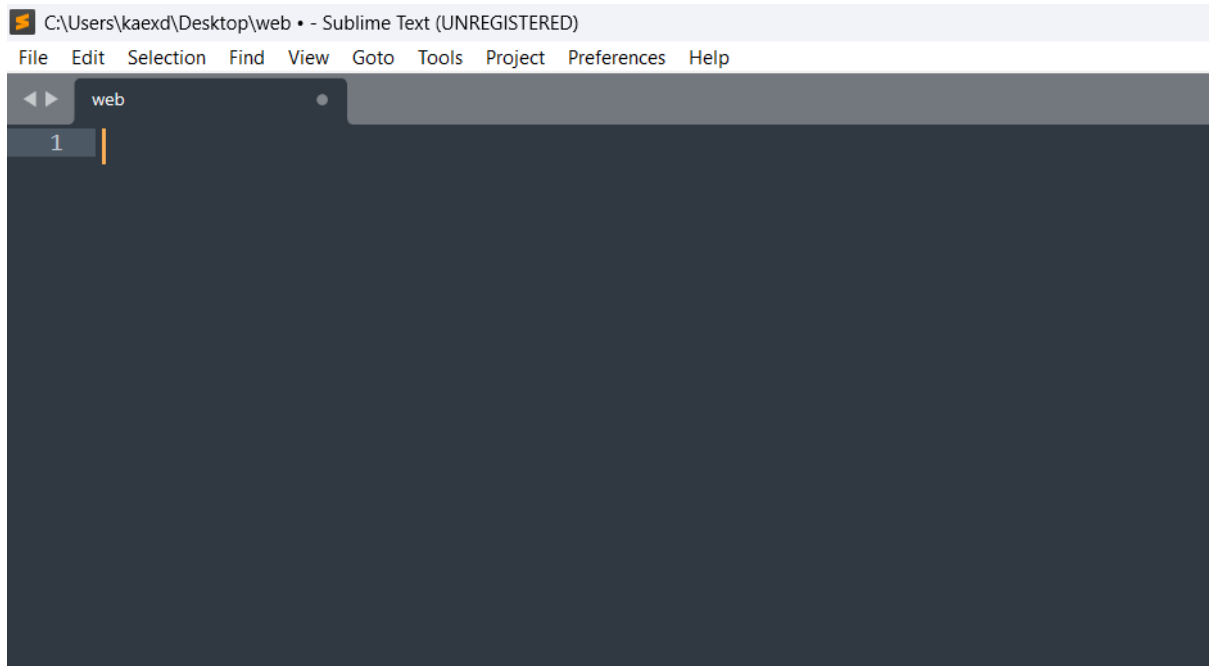 C:\Users\kaexd\Desktop\web • - Sublime Text (UNREGISTERED)
File Edit Selection Find View Goto Tools Project Preferences Help
web
1